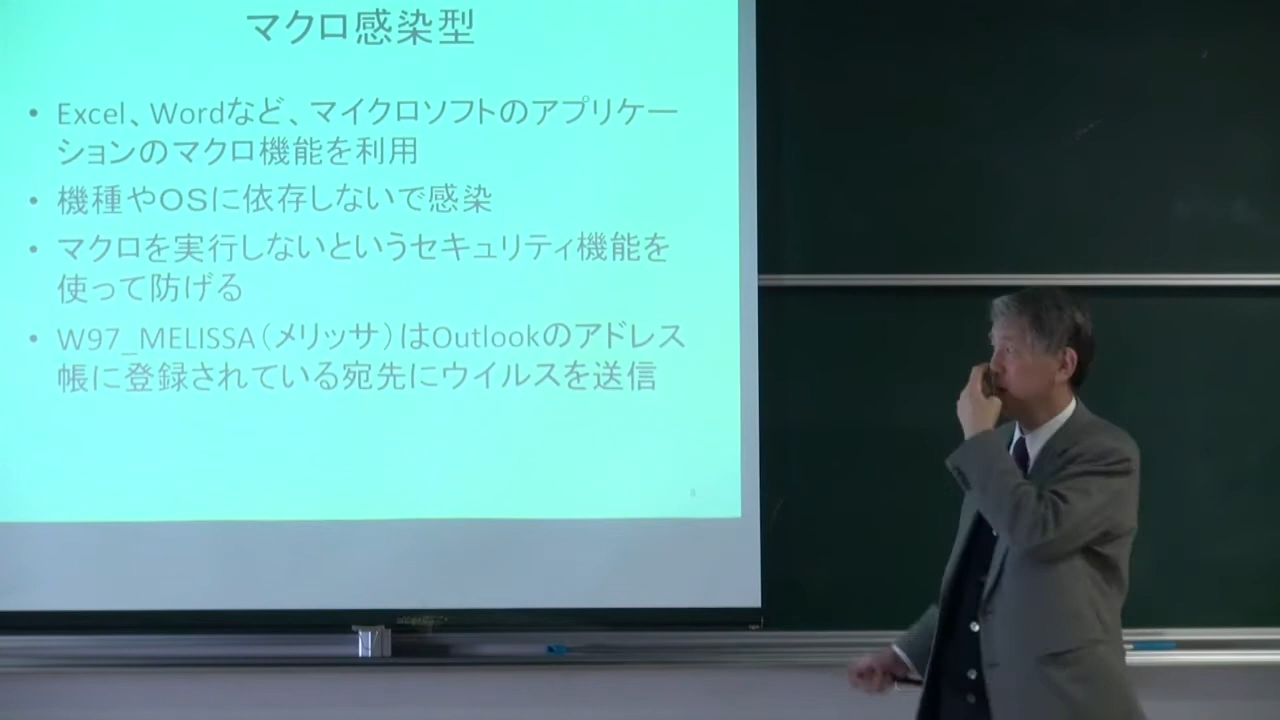 マクロ感染型
• Excel、Wordなど、マイクロソフトのアプリケー
ションのマクロ機能を利用
• 機種やOSに依存しないで感染
• マクロを実行しないというセキュリティ機能を
使って防げる
• W97_MELISSA（メリッサ）はOutlookのアドレス
帳に登録されている宛先にウイルスを送信
8